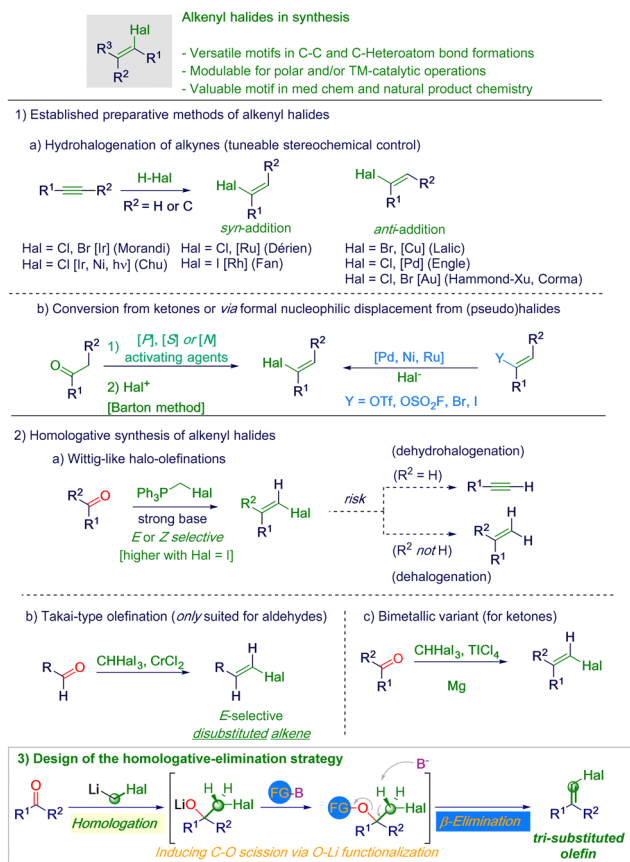 Hal
R3
R1
R2
Alkenyl halides in synthesis
- Versatile motifs in C-C and C-Heteroatom bond formations
- Modulable for polar and/or TM-catalytic operations
- Valuable motif in med chem and natural product chemistry
1) Established preparative methods of alkenyl halides
a) Hydrohalogenation of alkynes (tuneable stereochemical control)
R1 R2
H-Hal
R2 = H or C
Hal R2
R1
syn-addition
Hal R2
R1
anti-addition
Hal = Cl, Br [Ir] (Morandi)
Hal = Cl [Ir, Ni, hν) (Chu)
Hal = Cl, [Ru] (Dérien)
Hal = I [Rh] (Fan)
Hal = Br, [Cu] (Lalic)
Hal = Cl, [Pd] (Engle)
Hal = Cl, Br [Au] (Hammond-Xu, Corma)
b) Conversion from ketones or via formal nucleophilic displacement from (pseudo)halides
R2
O
R1
1) [P], [S] or [N]
activating agents
2) Hal+
[Barton method]
R2
Hal
R1
[Pd, Ni, Ru]
Hal-
Y = OTf, OSO2F, Br, I
R2
Y
R1
2) Homologative synthesis of alkenyl halides
a) Wittig-like halo-olefinations
R2 O
R1
Ph3P Hal
strong base
E or Z selective
[higher with Hal = I]
H
R2
Hal
R1
risk
(dehydrohalogenation)
(R2 = H)
R1 H
H
R2
H
R1
(R2 not H)
(dehalogenation)
b) Takai-type olefination (only suited for aldehydes)
R O
H
CHHal3, CrCl2
H
R
Hal
H
E-selective
disubstituted alkene
c) Bimetallic variant (for ketones)
R2 O
R1
CHHal3, TlCl4
Mg
H
R2
Hal
R1
3) Design of the homologative-elimination strategy
O
R1 R2
Li Hal
Homologation
H H
LiO Hal
R1 R2
FG-B
B-
H H
FG O Hal
R1 R2
Inducing C-O scission via O-Li functionalization
β-Elimination
Hal
R1 R2
tri-substituted
olefin